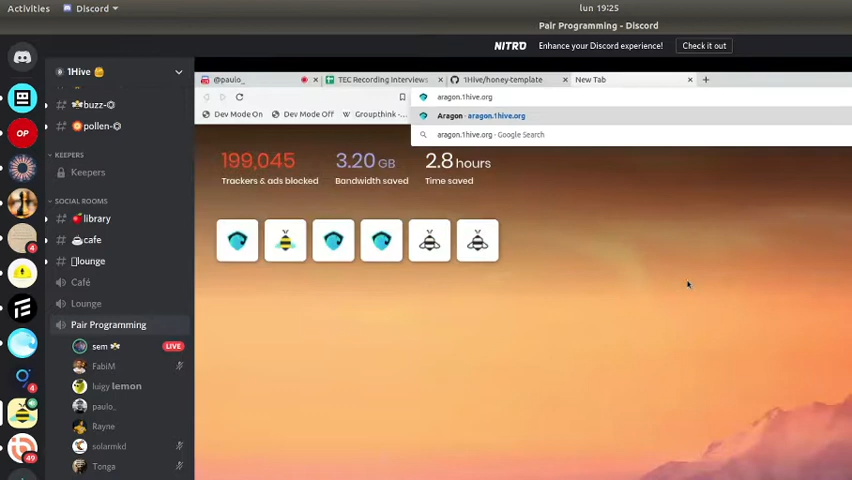 Activities
Discord
lun 19:25
Pair Programming - Discord
NITRO
Enhance your Discord experience!
Check it out
1Hive
buzz-
pollen-
KEEPERS
Keepers
SOCIAL ROOMS
library
cafe
lounge
Café
Lounge
Pair Programming
sem
LIVE
FabiM
luigy lemon
paulo_
Rayne
solarmkd
Tonga
OP
4
4
49
@paulo_
TEC Recording Interviews
1Hive/honey-template
New Tab
aragon.1hive.org
Dev Mode On
Dev Mode Off
Groupthink -...
Aragon - aragon.1hive.org
aragon.1hive.org - Google Search
199,045
3.20 GB
2.8 hours
Trackers & ads blocked
Bandwidth saved
Time saved